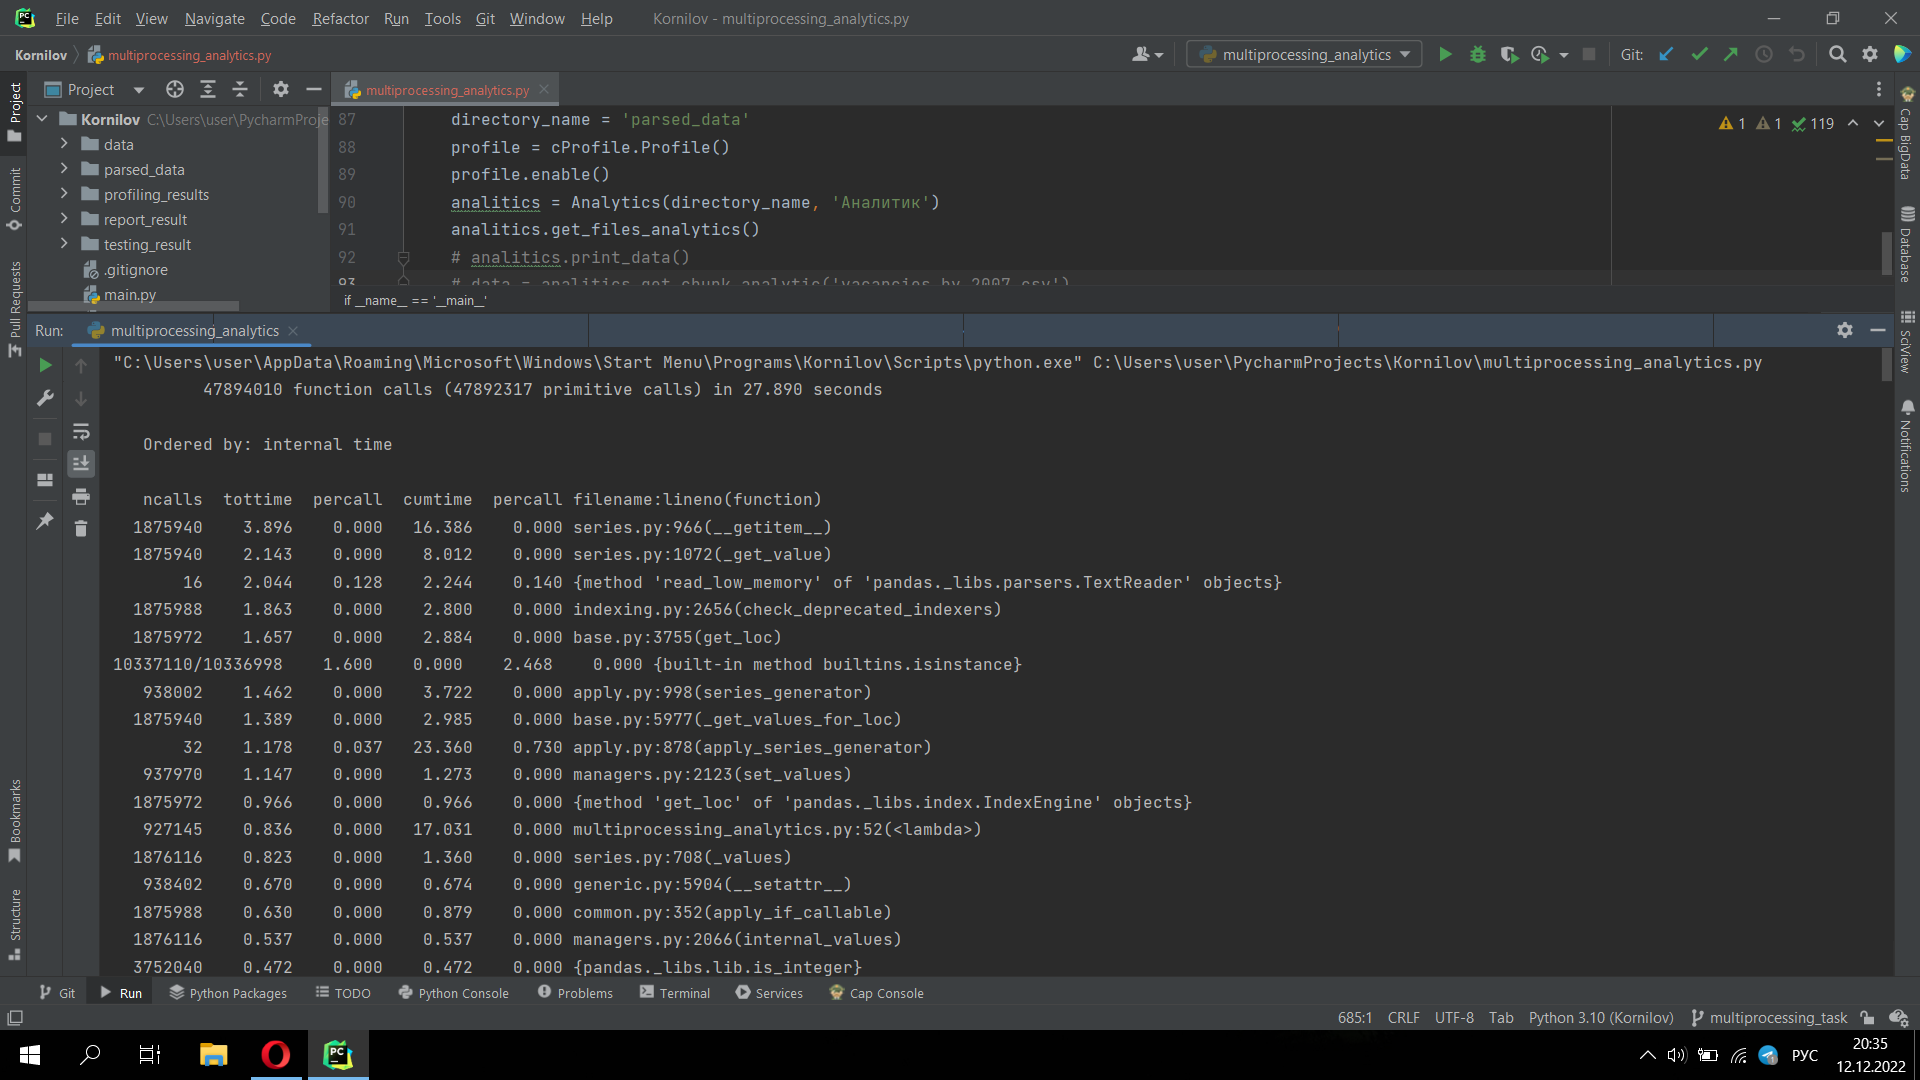 File Edit View Navigate Code Refactor Run Tools Git Window Help Kornilov - multiprocessing_analytics.py
Kornilov multiprocessing_analytics.py multiprocessing_analytics Git:
Project multiprocessing_analytics.py
Kornilov C:\Users\user\PycharmProje
data
parsed_data
profiling_results
report_result
testing_result
.gitignore
main.py
87 directory_name = 'parsed_data'
88 profile = cProfile.Profile()
89 profile.enable()
90 analitics = Analytics(directory_name, 'Аналитик')
91 analitics.get_files_analytics()
92 # analitics.print_data()
93 # data = analitics.get_chunk_analytic('vacancies_by_2007.csv')
1 1 119
if __name__ == '__main__'
Run: multiprocessing_analytics
"C:\Users\user\AppData\Roaming\Microsoft\Windows\Start Menu\Programs\Kornilov\Scripts\python.exe" C:\Users\user\PycharmProjects\Kornilov\multiprocessing_analytics.py
47894010 function calls (47892317 primitive calls) in 27.890 seconds
Ordered by: internal time
ncalls tottime percall cumtime percall filename:lineno(function)
1875940 3.896 0.000 16.386 0.000 series.py:966(__getitem__)
1875940 2.143 0.000 8.012 0.000 series.py:1072(_get_value)
16 2.044 0.128 2.244 0.140 {method 'read_low_memory' of 'pandas._libs.parsers.TextReader' objects}
1875988 1.863 0.000 2.800 0.000 indexing.py:2656(check_deprecated_indexers)
1875972 1.657 0.000 2.884 0.000 base.py:3755(get_loc)
10337110/10336998 1.600 0.000 2.468 0.000 {built-in method builtins.isinstance}
938002 1.462 0.000 3.722 0.000 apply.py:998(series_generator)
1875940 1.389 0.000 2.985 0.000 base.py:5977(_get_values_for_loc)
32 1.178 0.037 23.360 0.730 apply.py:878(apply_series_generator)
937970 1.147 0.000 1.273 0.000 managers.py:2123(set_values)
1875972 0.966 0.000 0.966 0.000 {method 'get_loc' of 'pandas._libs.index.IndexEngine' objects}
927145 0.836 0.000 17.031 0.000 multiprocessing_analytics.py:52(<lambda>)
1876116 0.823 0.000 1.360 0.000 series.py:708(_values)
938402 0.670 0.000 0.674 0.000 generic.py:5904(__setattr__)
1875988 0.630 0.000 0.879 0.000 common.py:352(apply_if_callable)
1876116 0.537 0.000 0.537 0.000 managers.py:2066(internal_values)
3752040 0.472 0.000 0.472 0.000 {pandas._libs.lib.is_integer}
Project
Commit
Pull Requests
Bookmarks
Structure
Cap BigData
Database
SciView
Notifications
Git Run Python Packages TODO Python Console Problems Terminal Services Cap Console
685:1 CRLF UTF-8 Tab Python 3.10 (Kornilov) multiprocessing_task
PC РУС 20:35
12.12.2022